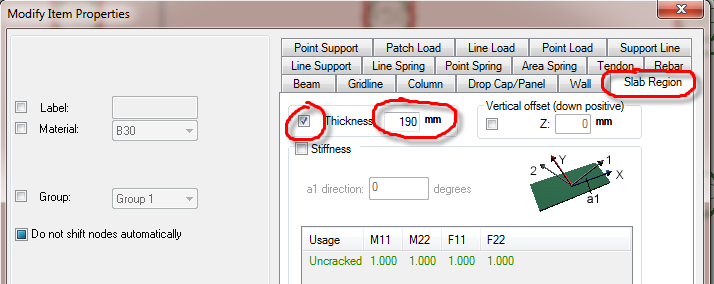 Modify Item Properties
Point Support Patch Load Line Load Point Load Support Line
Line Support Line Spring Point Spring Area Spring Tendon Rebar
Beam Gridline Column Drop Cap/Panel Wall Slab Region
Label:
Material: B30
Group: Group 1
Do not shift nodes automatically
Thickness 190 mm
Vertical offset (down positive)
Z: 0 mm
Stiffness
a1 direction: 0 degrees
2 Y 1 X a1
Usage M11 M22 F11 F22
Uncracked 1.000 1.000 1.000 1.000